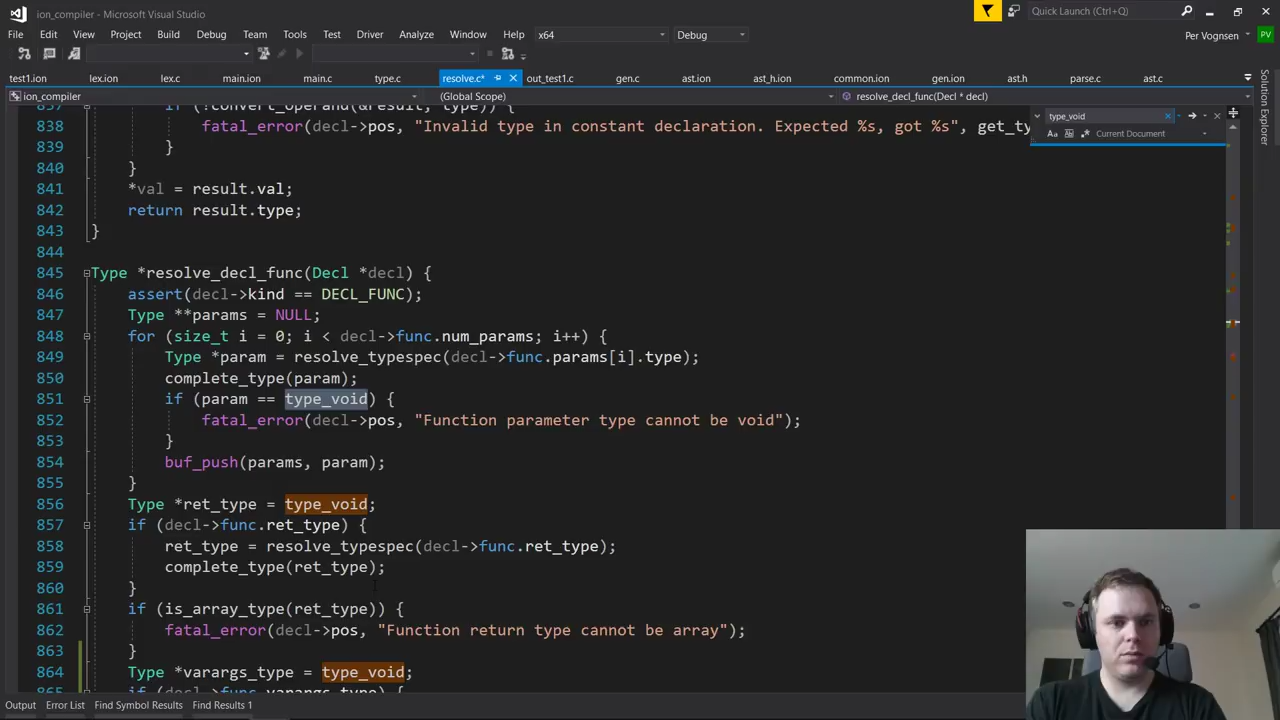 ion_compiler - Microsoft Visual Studio
Quick Launch (Ctrl+Q)
File Edit View Project Build Debug Team Tools Test Driver Analyze Window Help x64 Debug Per Vognsen PV
test1.ion lex.ion lex.c main.ion main.c type.c resolve.c* out_test1.c gen.c ast.ion ast_h.ion common.ion gen.ion ast.h parse.c ast.c
ion_compiler (Global Scope) resolve_decl_func(Decl * decl)
type_void
Aa Abl Current Document
Solution Explorer
837 if (!convert_operand(&result, type)) {
838 fatal_error(decl->pos, "Invalid type in constant declaration. Expected %s, got %s", get_ty
839 }
840 }
841 *val = result.val;
842 return result.type;
843 }
844
845 Type *resolve_decl_func(Decl *decl) {
846 assert(decl->kind == DECL_FUNC);
847 Type **params = NULL;
848 for (size_t i = 0; i < decl->func.num_params; i++) {
849 Type *param = resolve_typespec(decl->func.params[i].type);
850 complete_type(param);
851 if (param == type_void) {
852 fatal_error(decl->pos, "Function parameter type cannot be void");
853 }
854 buf_push(params, param);
855 }
856 Type *ret_type = type_void;
857 if (decl->func.ret_type) {
858 ret_type = resolve_typespec(decl->func.ret_type);
859 complete_type(ret_type);
860 }
861 if (is_array_type(ret_type)) {
862 fatal_error(decl->pos, "Function return type cannot be array");
863 }
864 Type *varargs_type = type_void;
865 if (decl->func.varargs_type) {
Output Error List Find Symbol Results Find Results 1